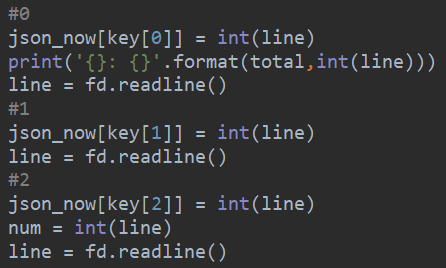 #0
json_now[key[0]] = int(line)
print('{}: {}'.format(total,int(line)))
line = fd.readline()
#1
json_now[key[1]] = int(line)
line = fd.readline()
#2
json_now[key[2]] = int(line)
num = int(line)
line = fd.readline()